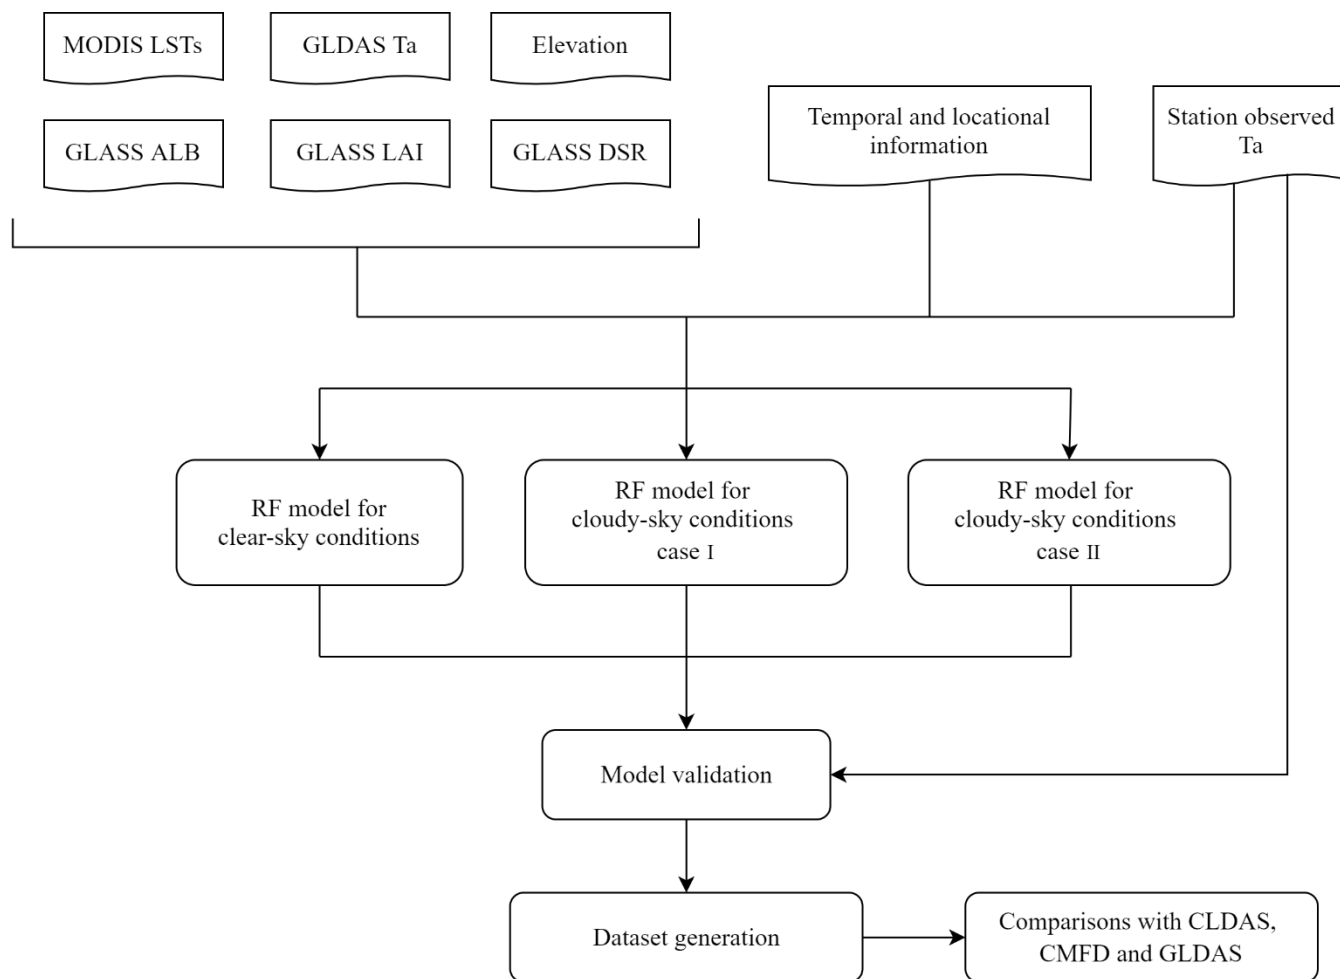 MODIS LSTs
GLDAS Ta
Elevation
GLASS ALB
GLASS LAI
GLASS DSR
Temporal and locational
information
Station observed
Ta
RF model for
clear-sky conditions
RF model for
cloudy-sky conditions
case I
RF model for
cloudy-sky conditions
case II
Model validation
Dataset generation
Comparisons with CLDAS,
CMFD and GLDAS